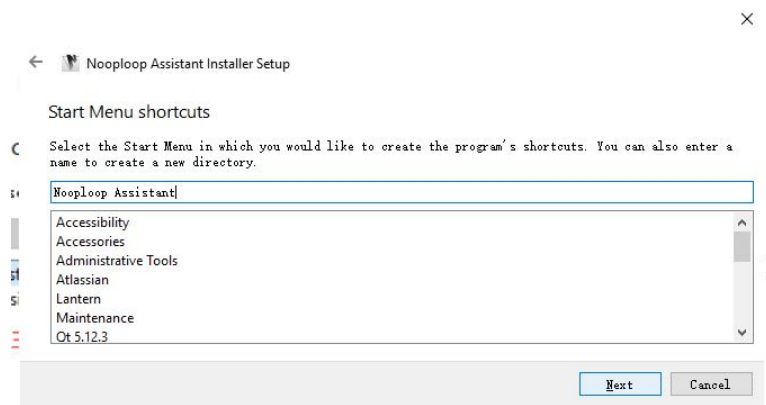 Nooploop Assistant Installer Setup
Start Menu shortcuts
Select the Start Menu in which you would like to create the program's shortcuts. You can also enter a
name to create a new directory.
Nooploop Assistant
Accessibility
Accessories
Administrative Tools
Atlassian
Lantern
Maintenance
Qt 5.12.3
Next
Cancel